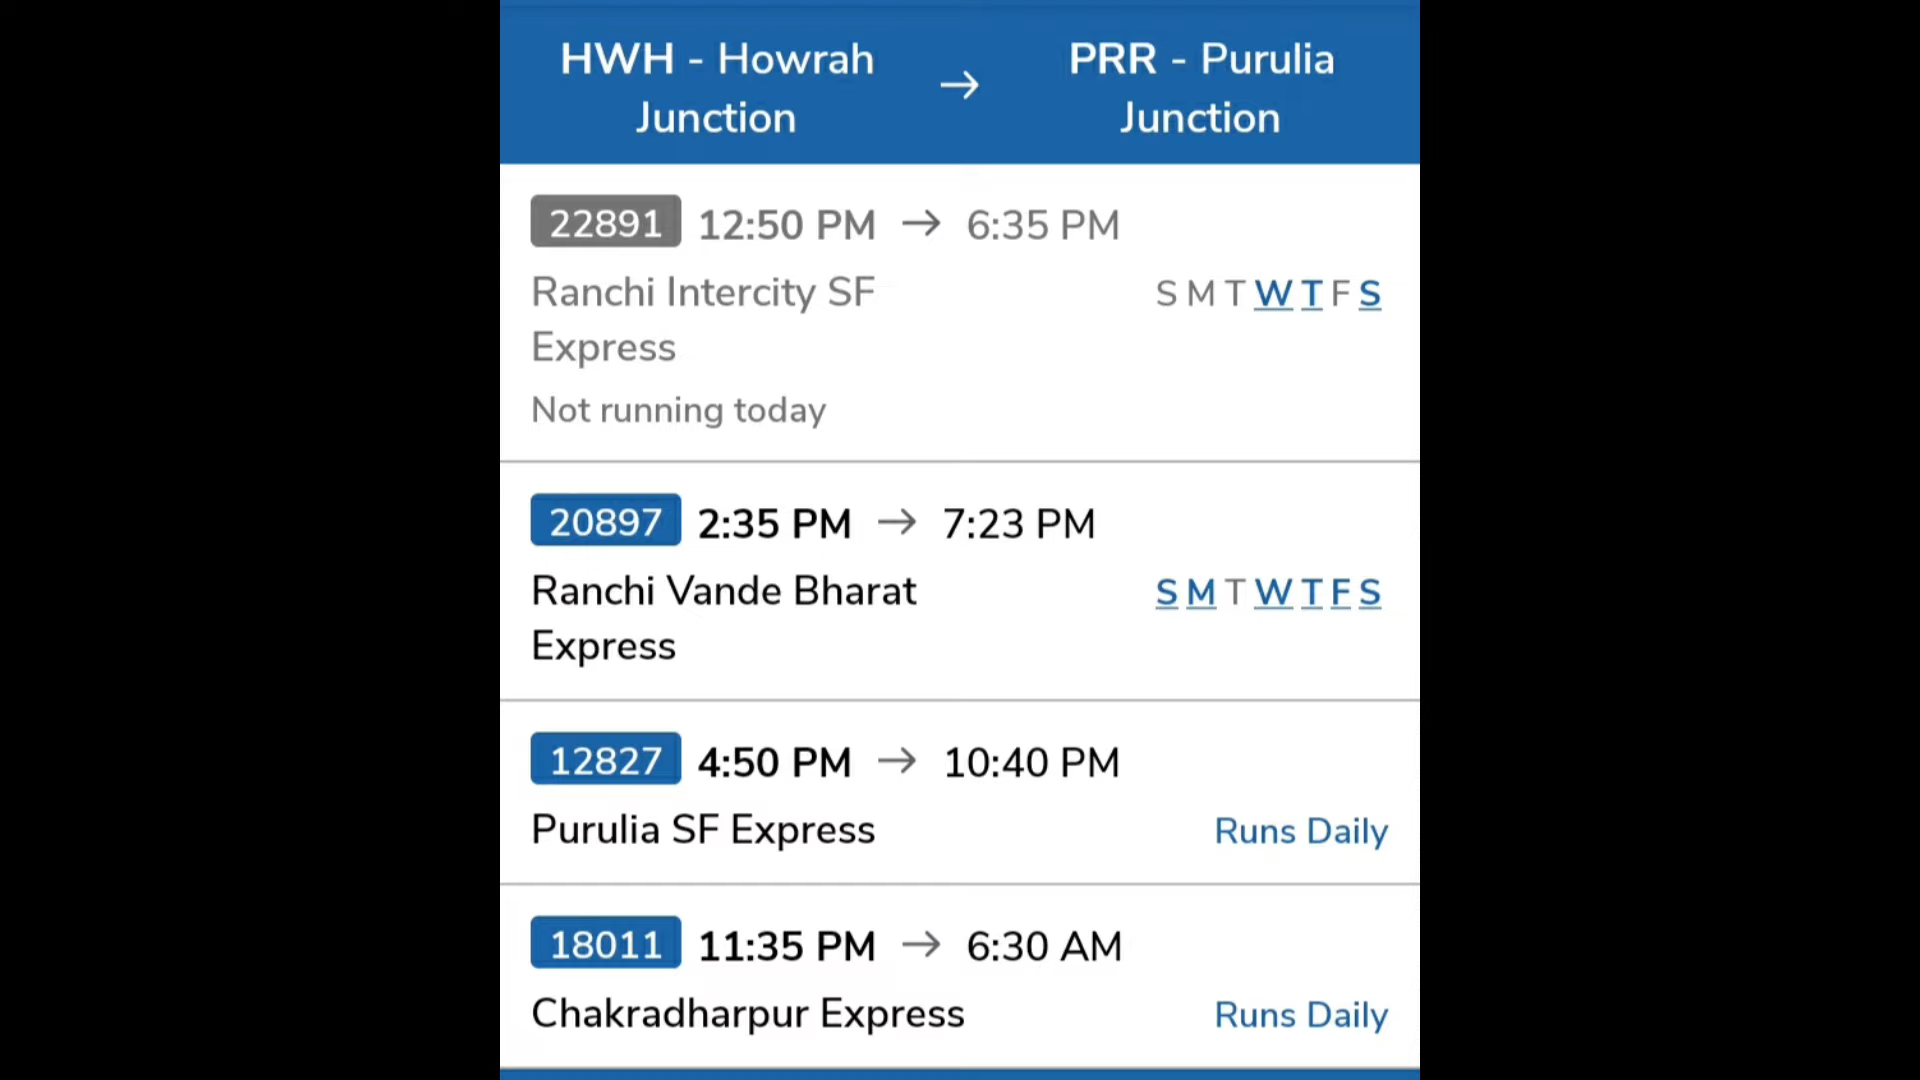 HWH - Howrah Junction → PRR - Purulia Junction
22891 12:50 PM → 6:35 PM
Ranchi Intercity SF Express
S M T W T F S
Not running today
20897 2:35 PM → 7:23 PM
Ranchi Vande Bharat Express
S M T W T F S
12827 4:50 PM → 10:40 PM
Purulia SF Express
Runs Daily
18011 11:35 PM → 6:30 AM
Chakradharpur Express
Runs Daily